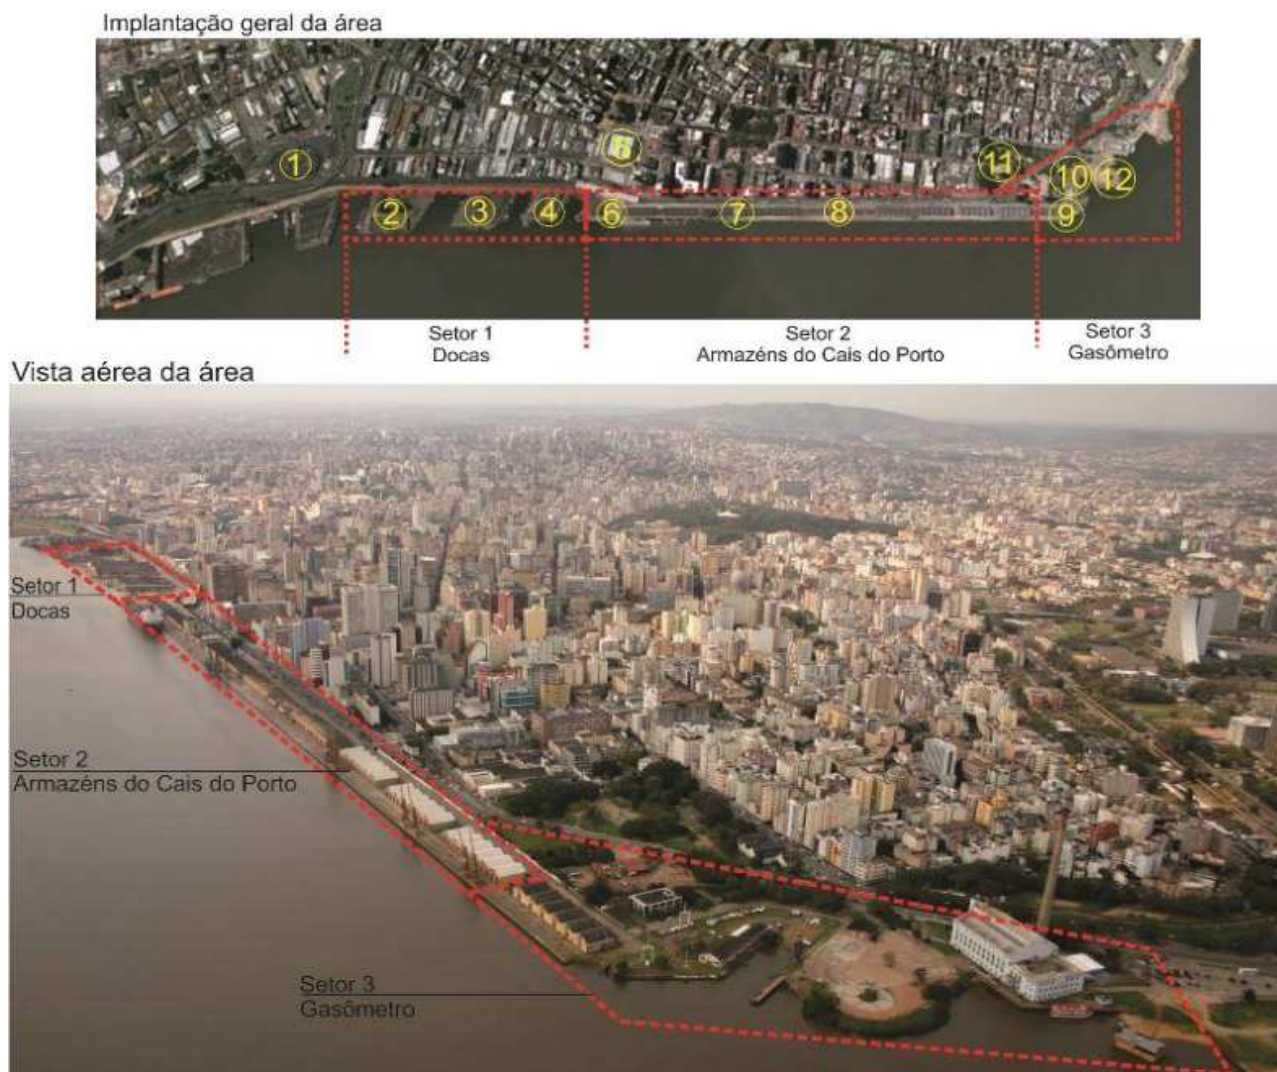 Implantação geral da área
1
2
3
4
6
7
8
11
10
12
9
Setor 1
Docas
Setor 2
Armazéns do Cais do Porto
Setor 3
Gasômetro
Vista aérea da área
Setor 1
Docas
Setor 2
Armazéns do Cais do Porto
Setor 3
Gasômetro